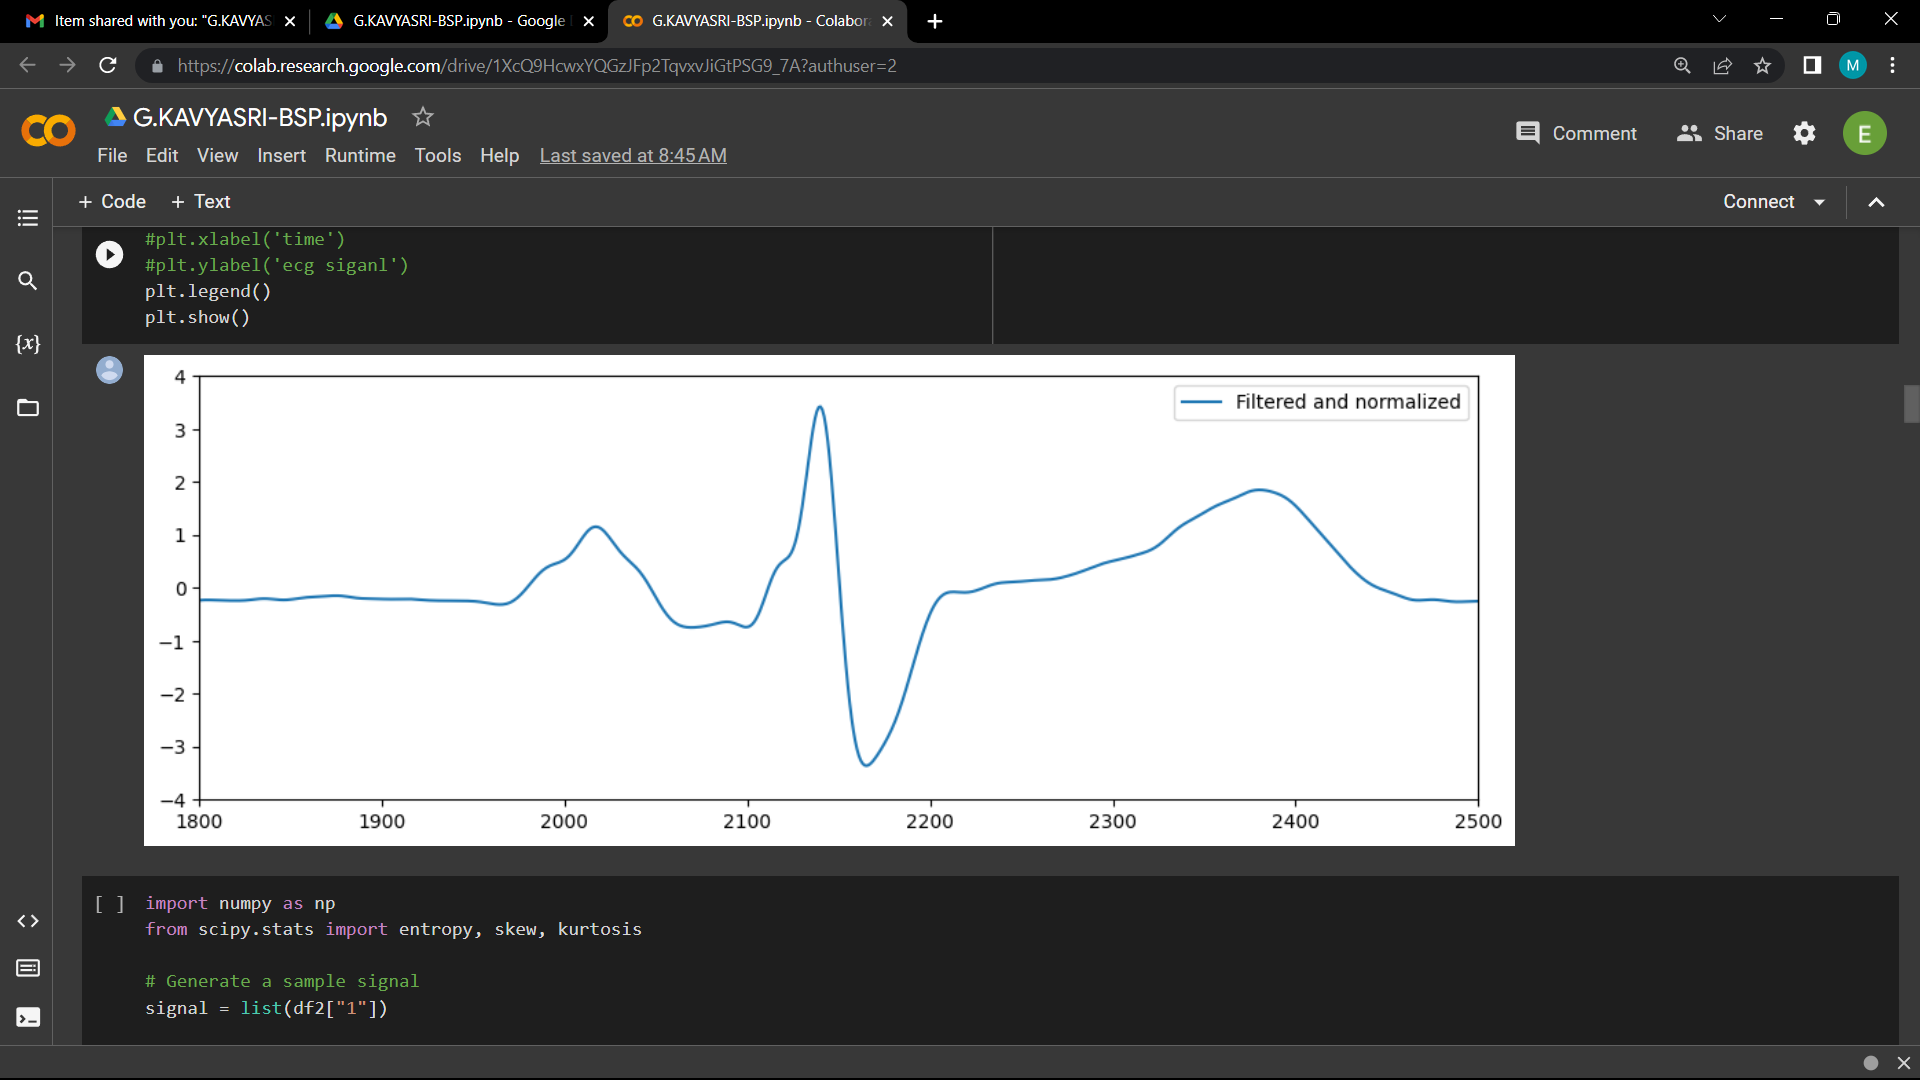 Item shared with you: "G.KAVYAS
G.KAVYASRI-BSP.ipynb - Google
G.KAVYASRI-BSP.ipynb - Colabor
https://colab.research.google.com/drive/1XcQ9HcwxYQGzJFp2TqvxvJiGtPSG9_7A?authuser=2
M
G.KAVYASRI-BSP.ipynb
File Edit View Insert Runtime Tools Help Last saved at 8:45 AM
Comment
Share
E
+ Code + Text
Connect
{x}
#plt.xlabel('time')
#plt.ylabel('ecg siganl')
plt.legend()
plt.show()
Filtered and normalized
4
3
2
1
0
−1
−2
−3
−4
1800 1900 2000 2100 2200 2300 2400 2500
[ ] import numpy as np
from scipy.stats import entropy, skew, kurtosis
# Generate a sample signal
signal = list(df2["1"])